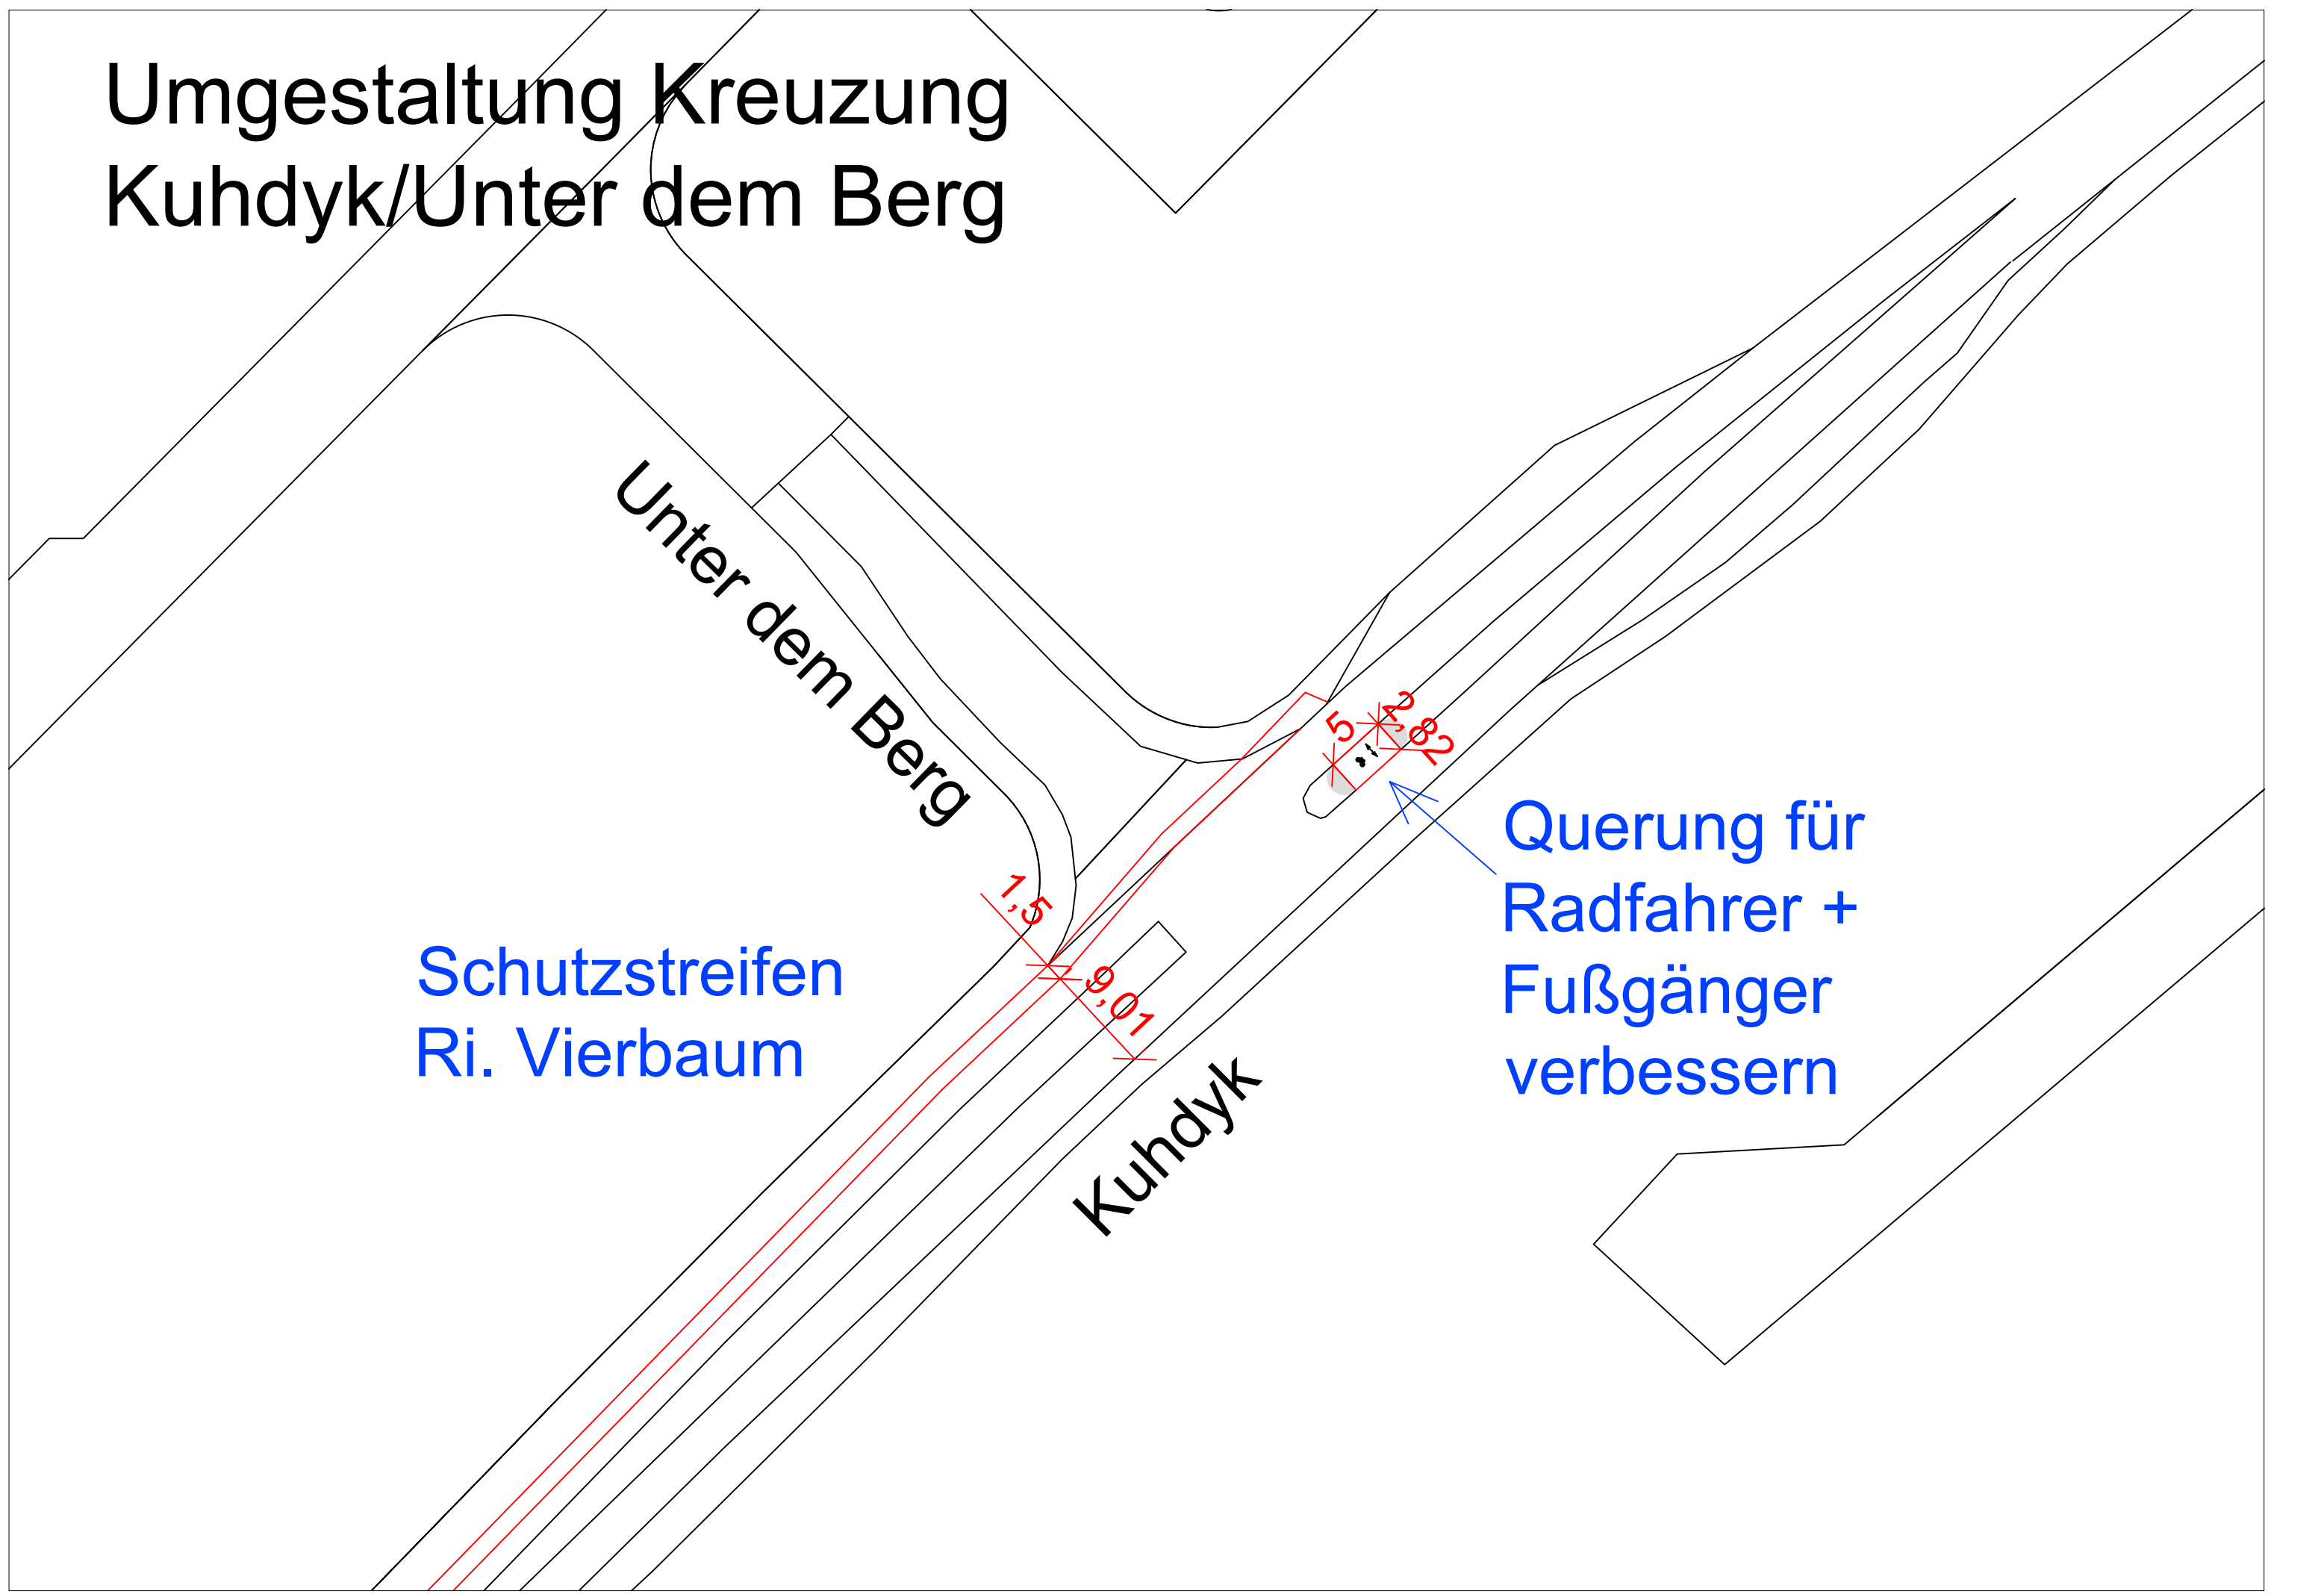 Umgestaltung Kreuzung
Kuhdyk/Unter dem Berg
Unter dem Berg
5
1,82
1,5
9,01
Querung für
Radfahrer +
Fußgänger
verbessern
Schutzstreifen
Ri. Vierbaum
Kuhdyk